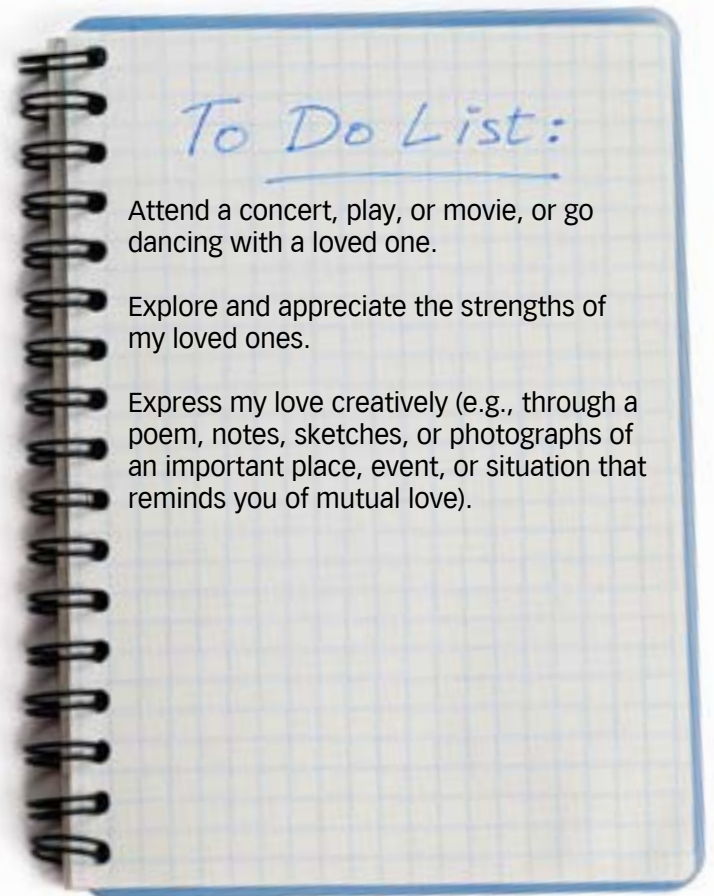 To Do List:
Attend a concert, play, or movie, or go
dancing with a loved one.
Explore and appreciate the strengths of
my loved ones.
Express my love creatively (e.g., through a
poem, notes, sketches, or photographs of
an important place, event, or situation that
reminds you of mutual love).